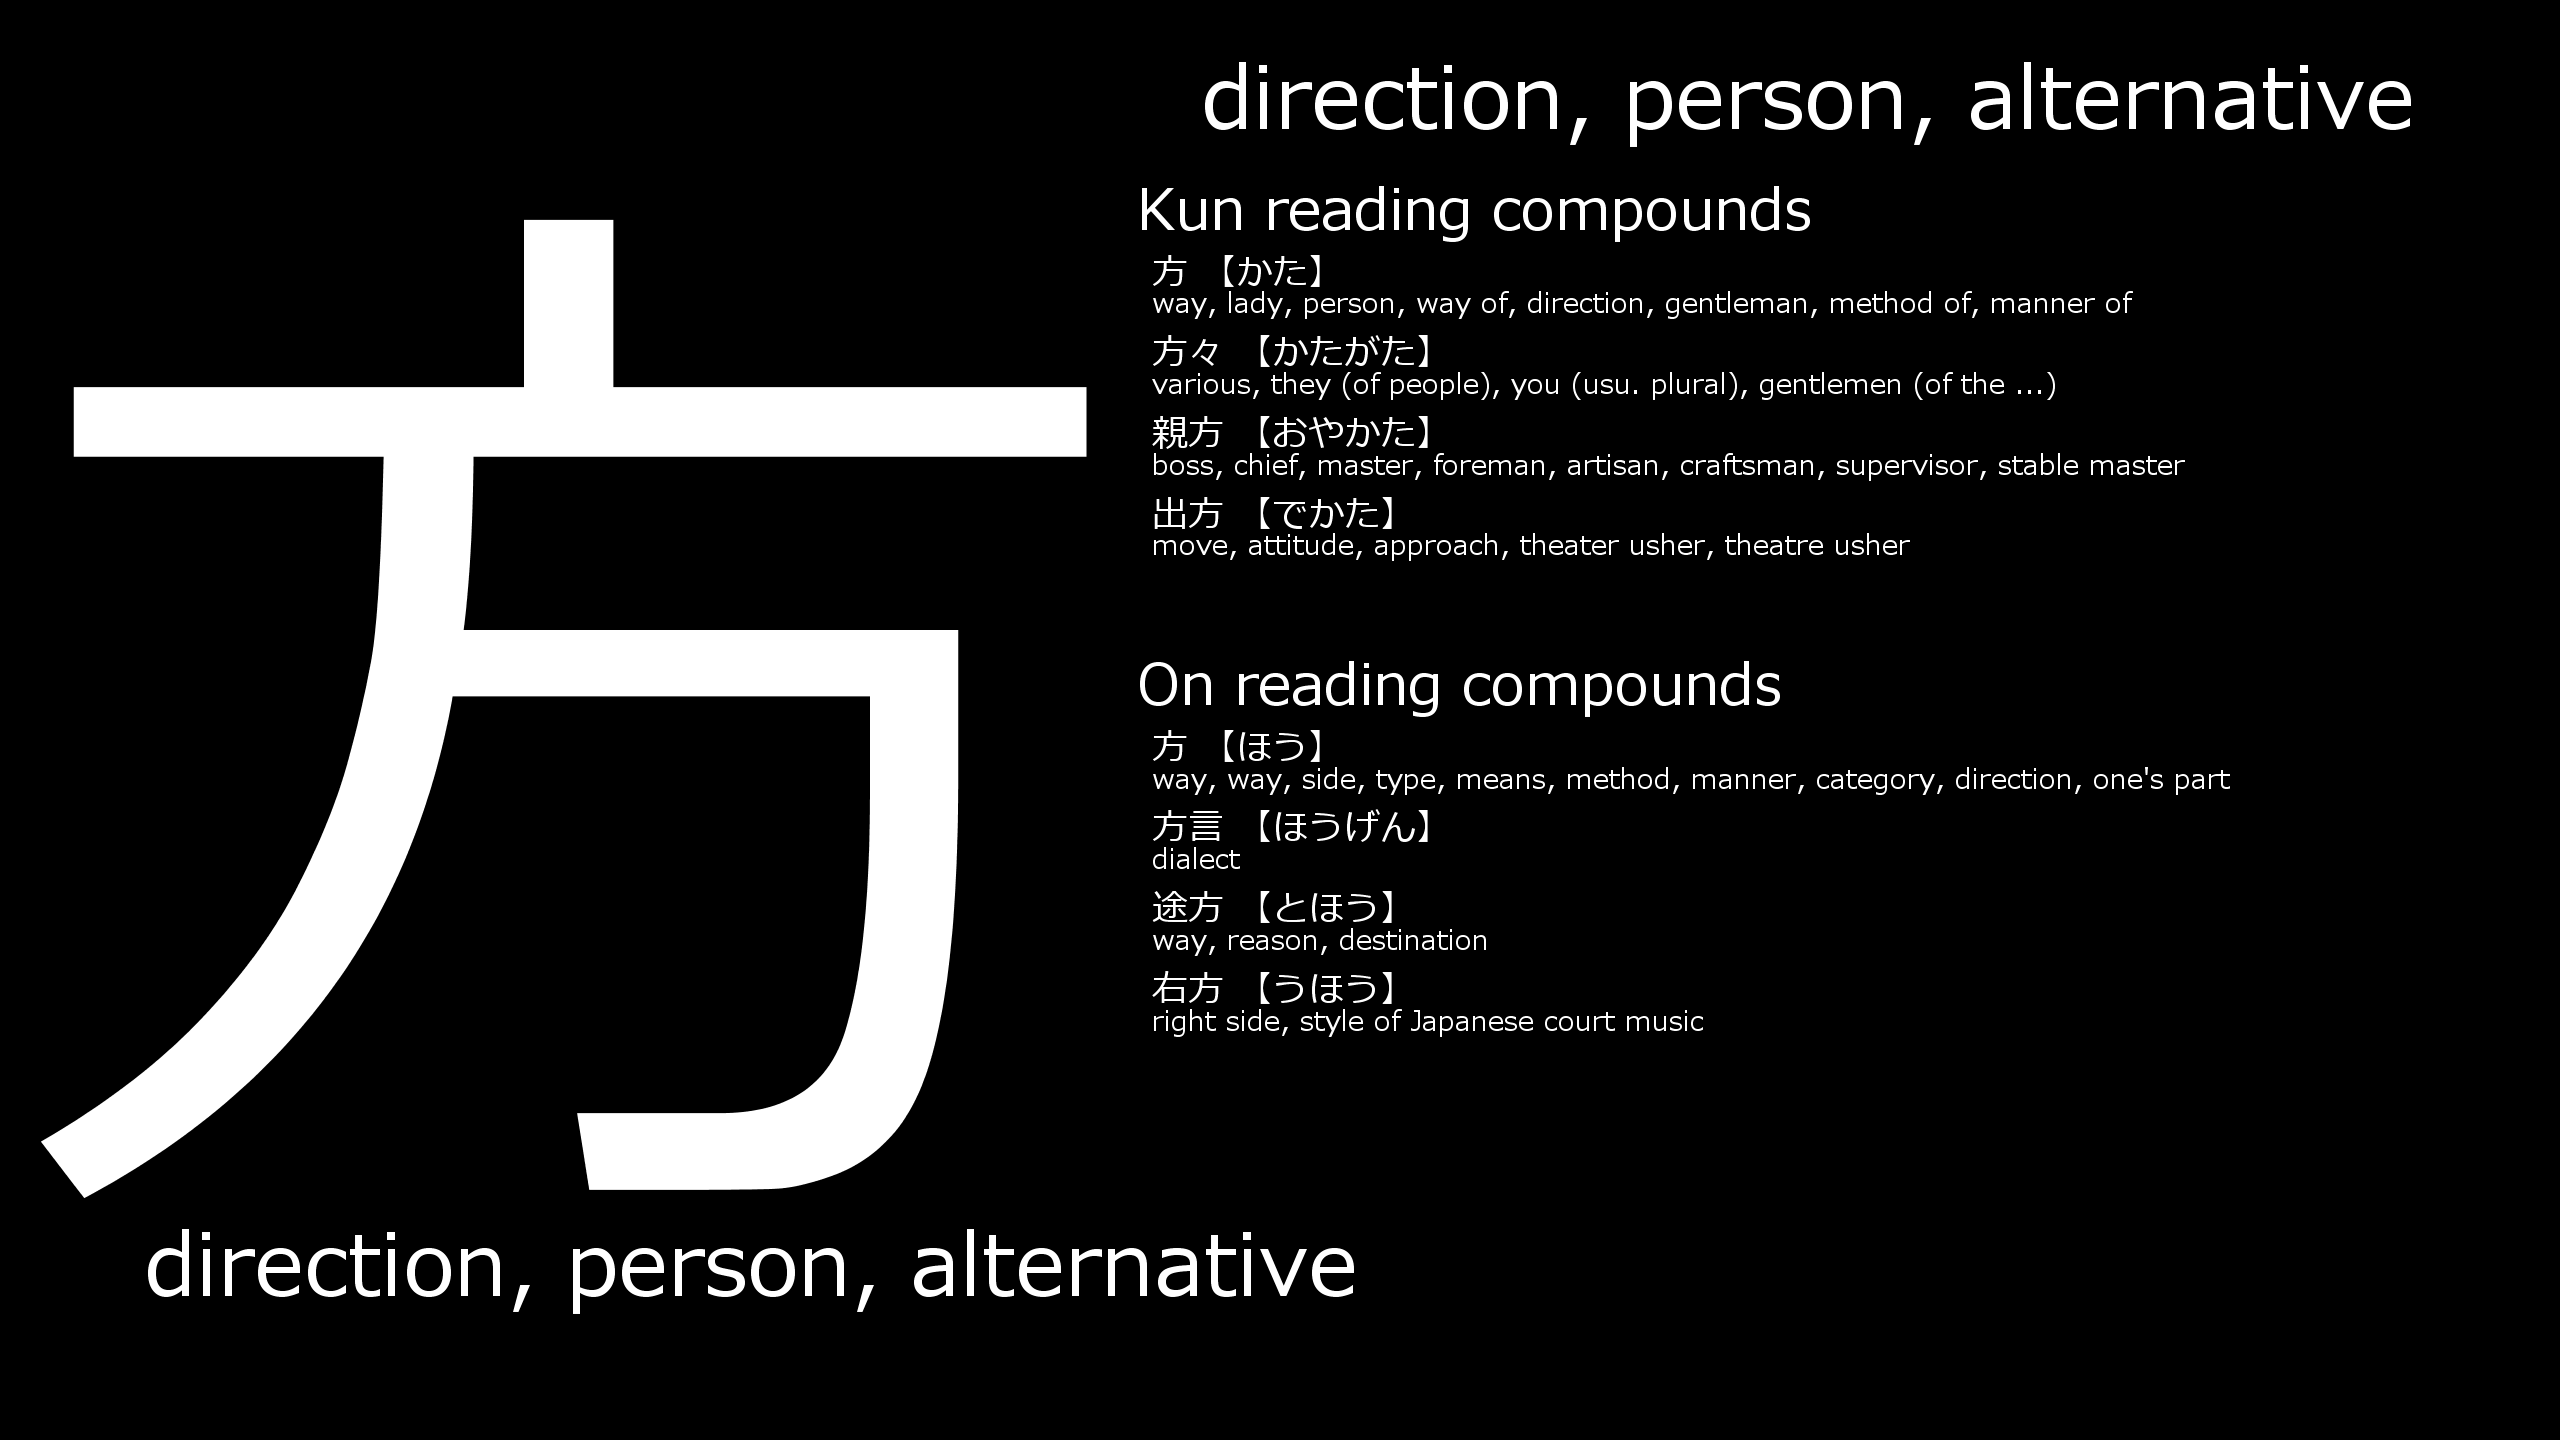 direction, person, alternative
方
Kun reading compounds
方 【かた】
way, lady, person, way of, direction, gentleman, method of, manner of
方々 【かたがた】
various, they (of people), you (usu. plural), gentlemen (of the ...)
親方 【おやかた】
boss, chief, master, foreman, artisan, craftsman, supervisor, stable master
出方 【でかた】
move, attitude, approach, theater usher, theatre usher
On reading compounds
方 【ほう】
way, way, side, type, means, method, manner, category, direction, one's part
方言 【ほうげん】
dialect
途方 【とほう】
way, reason, destination
右方 【うほう】
right side, style of Japanese court music
direction, person, alternative